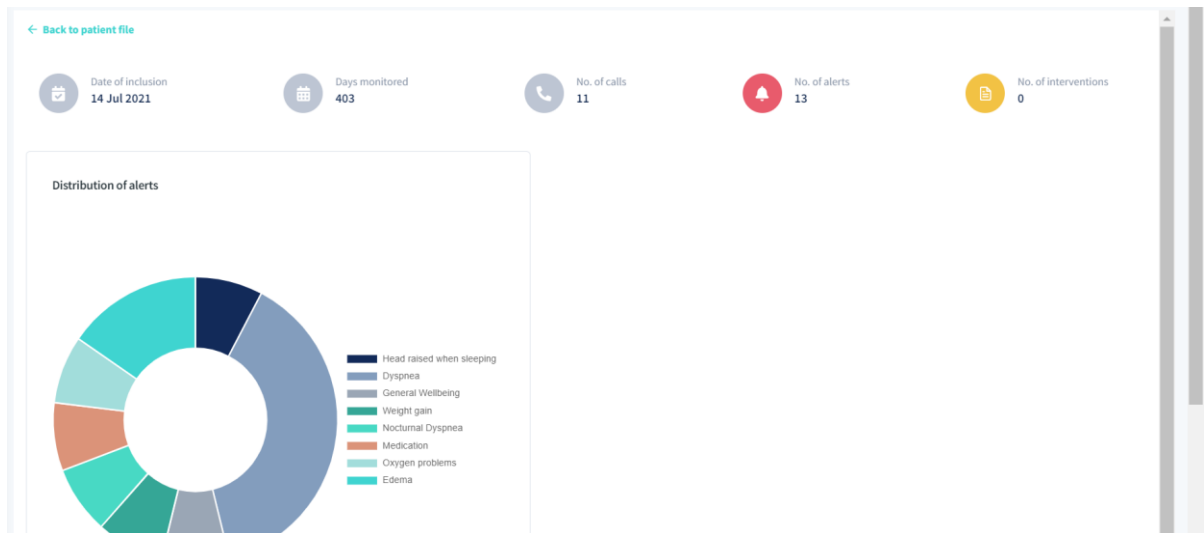 ← Back to patient file
Date of inclusion
14 Jul 2021
Days monitored
403
No. of calls
11
No. of alerts
13
No. of interventions
0
Distribution of alerts
Head raised when sleeping
Dyspnea
General Wellbeing
Weight gain
Nocturnal Dyspnea
Medication
Oxygen problems
Edema